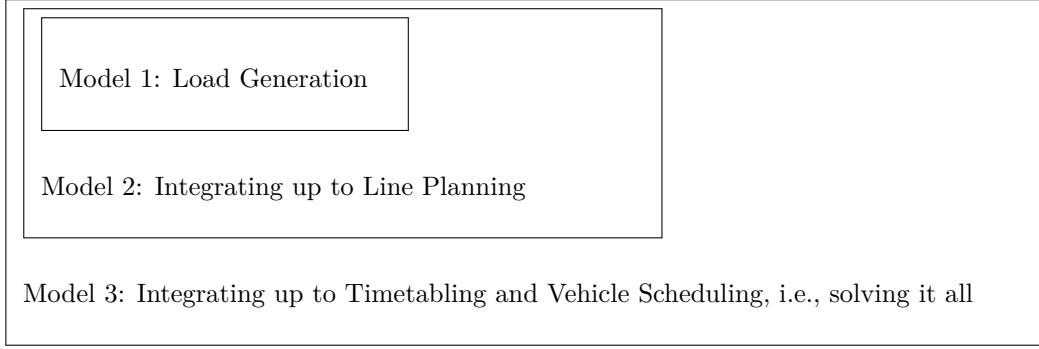 Model 1: Load Generation
Model 2: Integrating up to Line Planning
Model 3: Integrating up to Timetabling and Vehicle Scheduling, i.e., solving it all